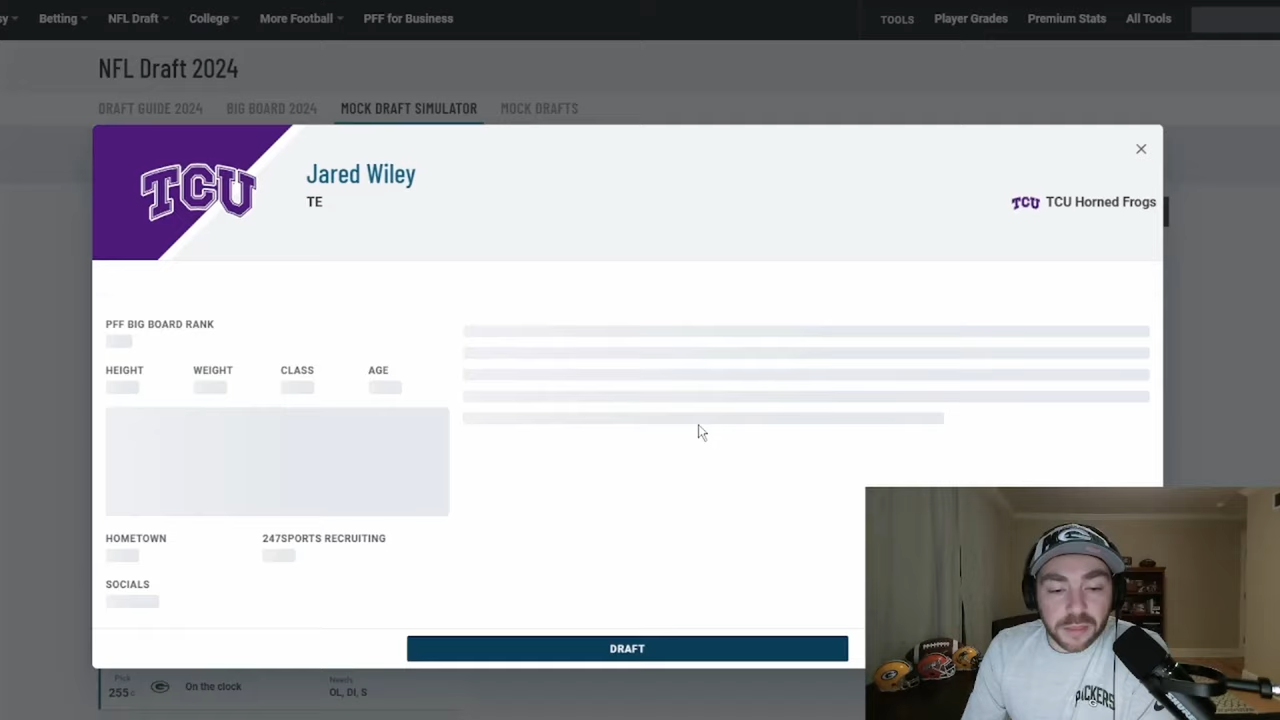 Betting
NFL Draft
College
More Football
PFF for Business
TOOLS
Player Grades
Premium Stats
All Tools
NFL Draft 2024
DRAFT GUIDE 2024
BIG BOARD 2024
MOCK DRAFT SIMULATOR
MOCK DRAFTS
TCU
Jared Wiley
TE
TCU
TCU Horned Frogs
PFF BIG BOARD RANK
HEIGHT
WEIGHT
CLASS
AGE
HOMETOWN
247SPORTS RECRUITING
SOCIALS
DRAFT
Pick
255
On the clock
Needs
OL, DI, S
G
PACKERS